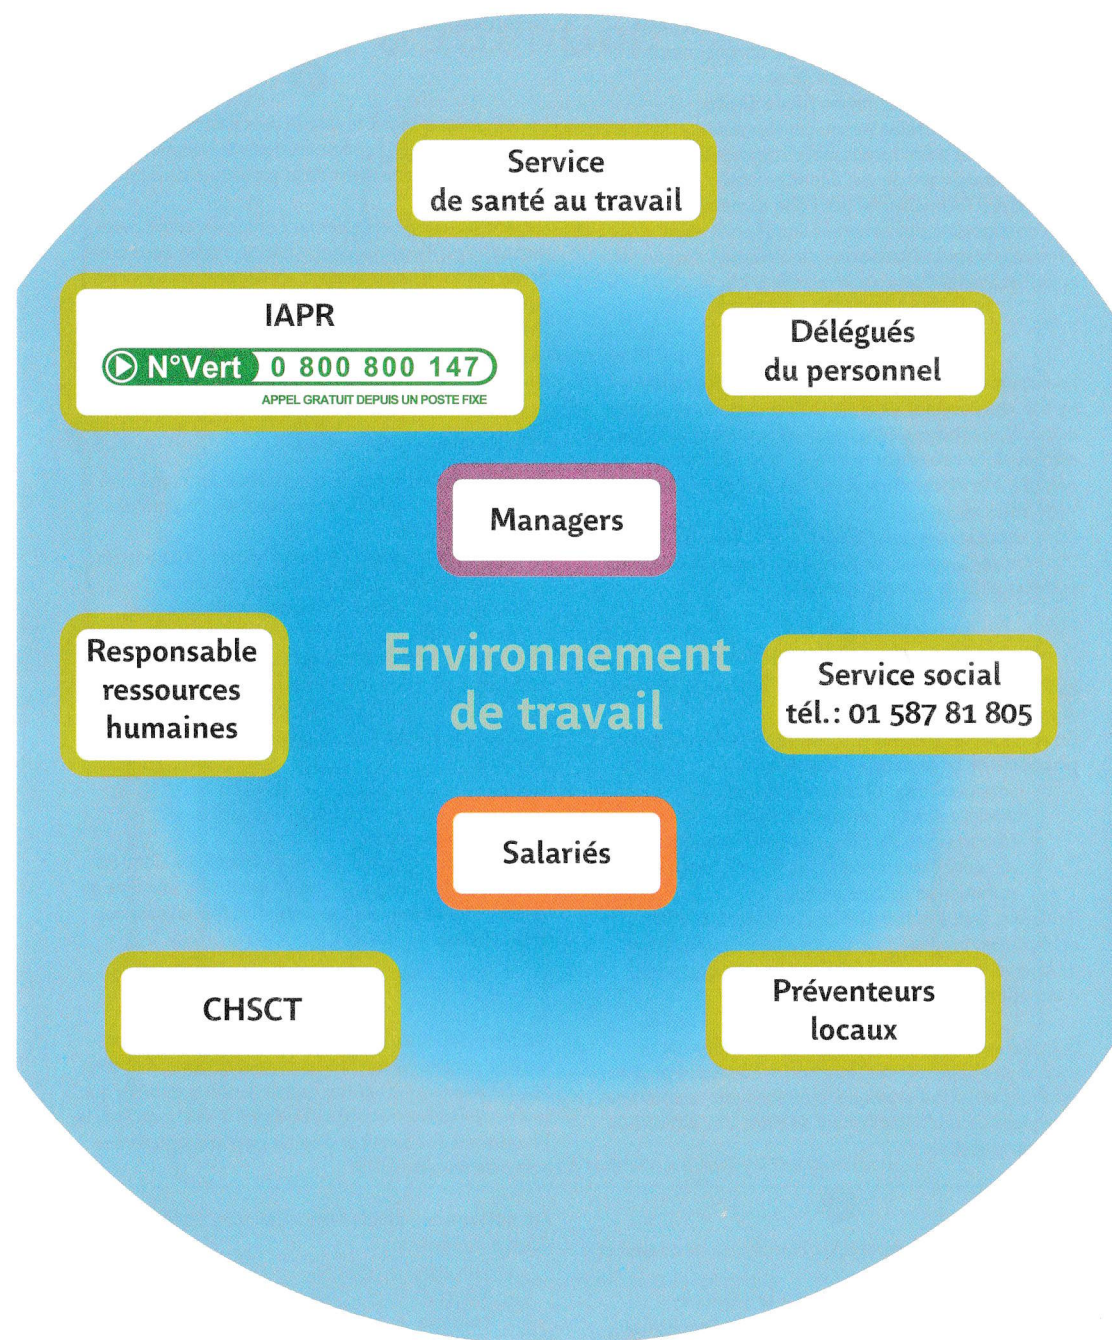 Service
de santé au travail
IAPR
N°Vert 0 800 800 147
APPEL GRATUIT DEPUIS UN POSTE FIXE
Délégués
du personnel
Managers
Responsable
ressources
humaines
Environnement
de travail
Service social
tél.: 01 587 81 805
Salariés
CHSCT
Préventeurs
locaux